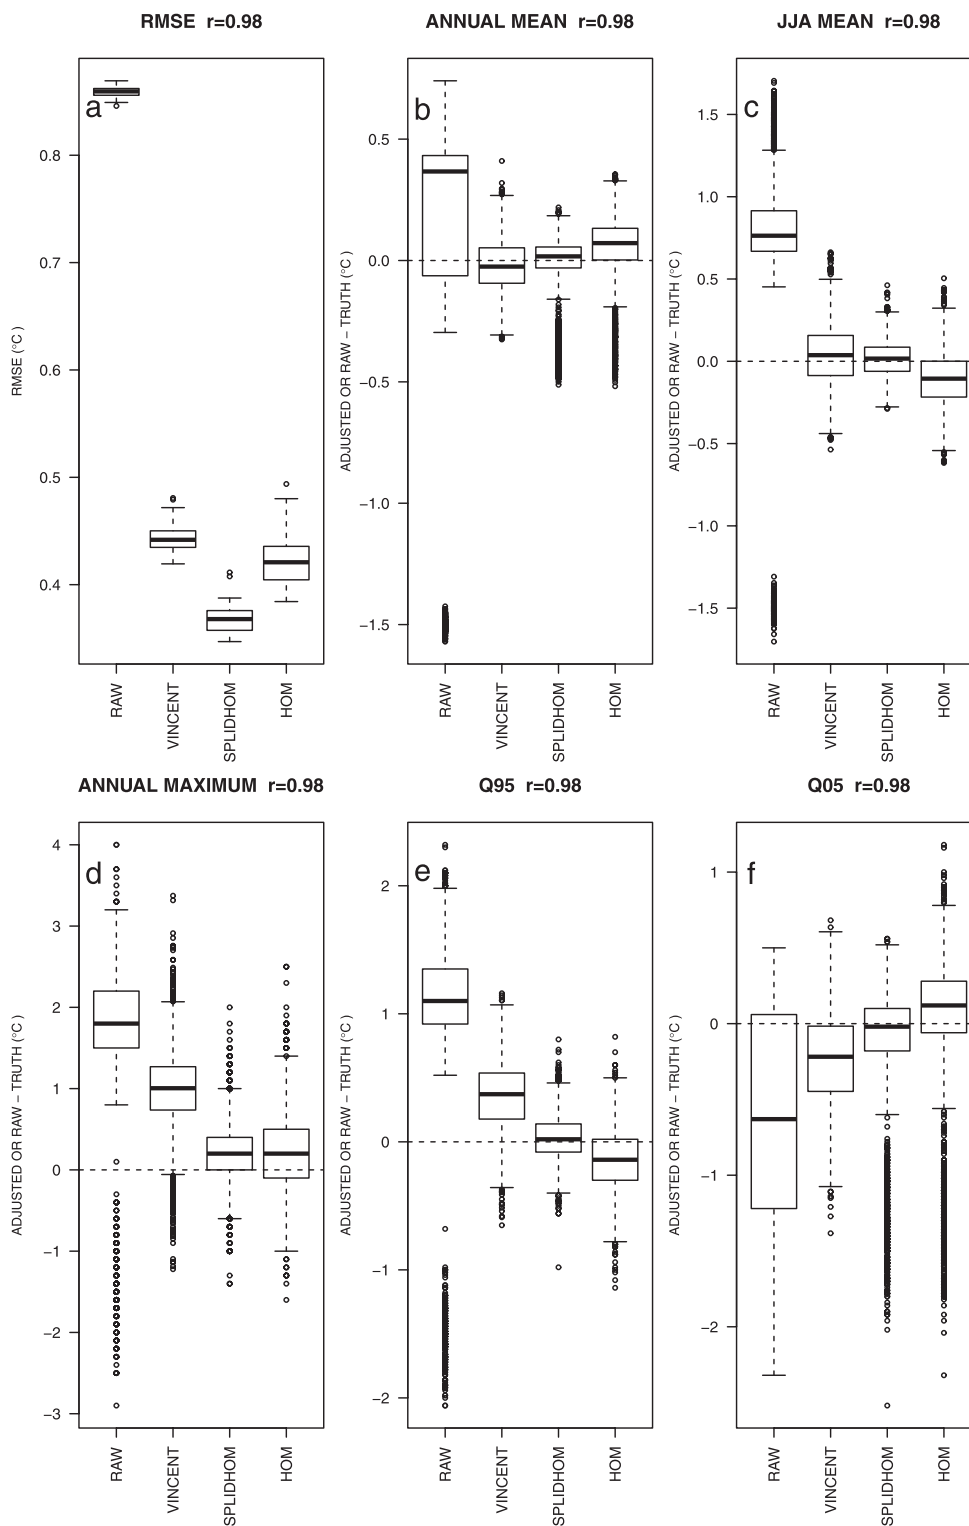 RMSE r=0.98
ANNUAL MEAN r=0.98
JJA MEAN r=0.98
a
RMSE (°C )
0.8
0.7
0.6
0.5
0.4
RAW
VINCENT
SPLIDHOM
HOM
b
ADJUSTED OR RAW − TRUTH (°C )
0.5
0.0
−0.5
−1.0
−1.5
RAW
VINCENT
SPLIDHOM
HOM
c
ADJUSTED OR RAW − TRUTH (°C )
1.5
1.0
0.5
0.0
−0.5
−1.0
−1.5
RAW
VINCENT
SPLIDHOM
HOM
ANNUAL MAXIMUM r=0.98
Q95 r=0.98
Q05 r=0.98
d
ADJUSTED OR RAW − TRUTH (°C )
4
3
2
1
0
−1
−2
−3
RAW
VINCENT
SPLIDHOM
HOM
e
ADJUSTED OR RAW − TRUTH (°C )
2
1
0
−1
−2
RAW
VINCENT
SPLIDHOM
HOM
f
ADJUSTED OR RAW − TRUTH (°C )
1
0
−1
−2
RAW
VINCENT
SPLIDHOM
HOM